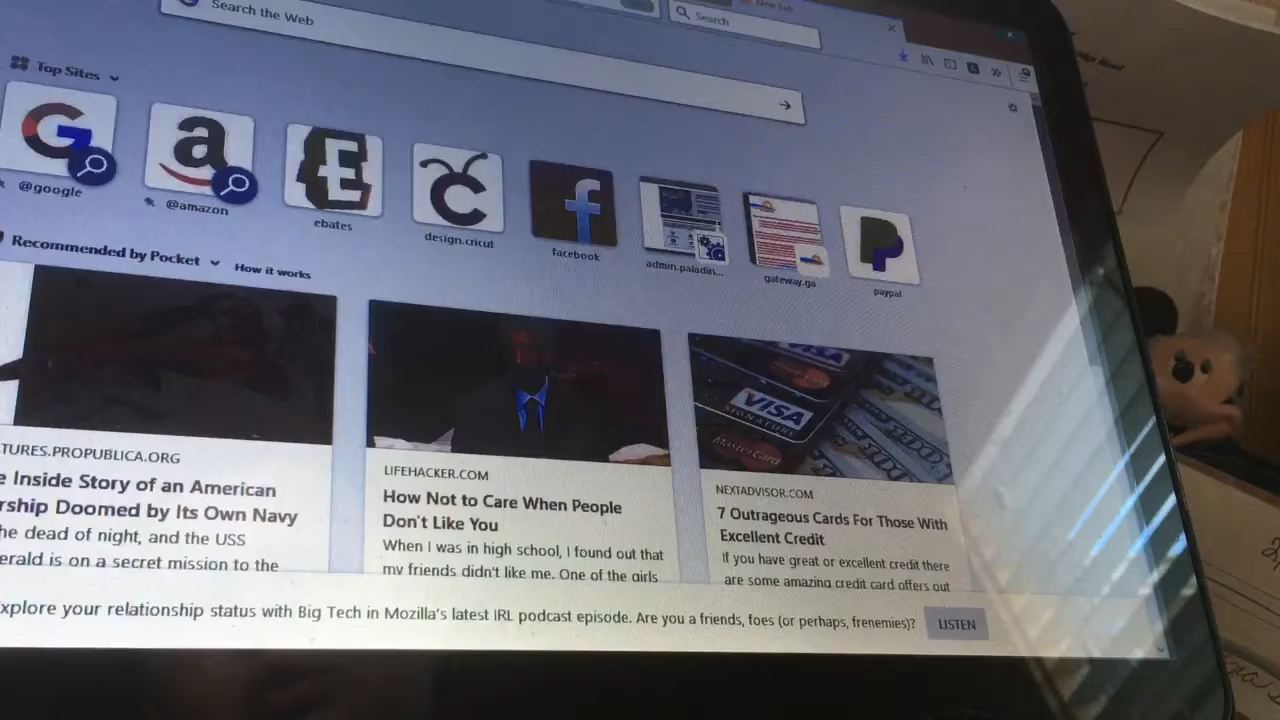 New Tab
Search
Search the Web
Top Sites
@google
@amazon
ebates
design.cricut
facebook
admin.paladin...
gateway.ga
paypal
Recommended by Pocket
How it works
VISA
VISA
SIGNATURE
MasterCard
TURES.PROPUBLICA.ORG
e Inside Story of an American
rship Doomed by Its Own Navy
he dead of night, and the USS
erald is on a secret mission to the
LIFEHACKER.COM
How Not to Care When People
Don't Like You
When I was in high school, I found out that
my friends didn't like me. One of the girls
NEXTADVISOR.COM
7 Outrageous Cards For Those With
Excellent Credit
If you have great or excellent credit there
are some amazing credit card offers out
xplore your relationship status with Big Tech in Mozilla's latest IRL podcast episode. Are you a friends, foes (or perhaps, frenemies)?
LISTEN